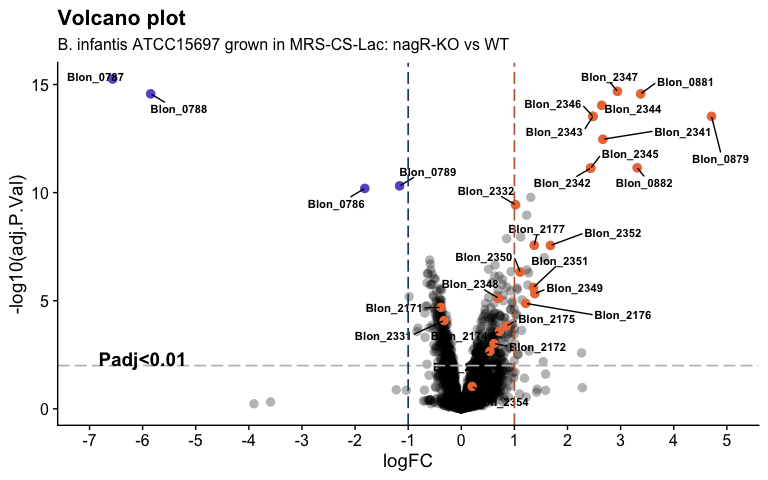 Volcano plot
B. infantis ATCC15697 grown in MRS-CS-Lac: nagR-KO vs WT
-log10(adj.P.Val)
15
10
5
0
Blon_0787
Blon_0788
Blon_2347
Blon_0881
Blon_2346
Blon_2344
Blon_2343
Blon_2341
Blon_2345
Blon_0879
Blon_0789
Blon_2342
Blon_0882
Blon_0786
Blon_2332
Blon_2177
Blon_2352
Blon_2350
Blon_2351
Blon_2348
Blon_2349
Blon_2171
Blon_2175
Blon_2176
Blon_2331
Blon_2174
Blon_2172
Padj<0.01
-7 -6 -5 -4 -3 -2 -1 0 1 2 3 4 5
logFC